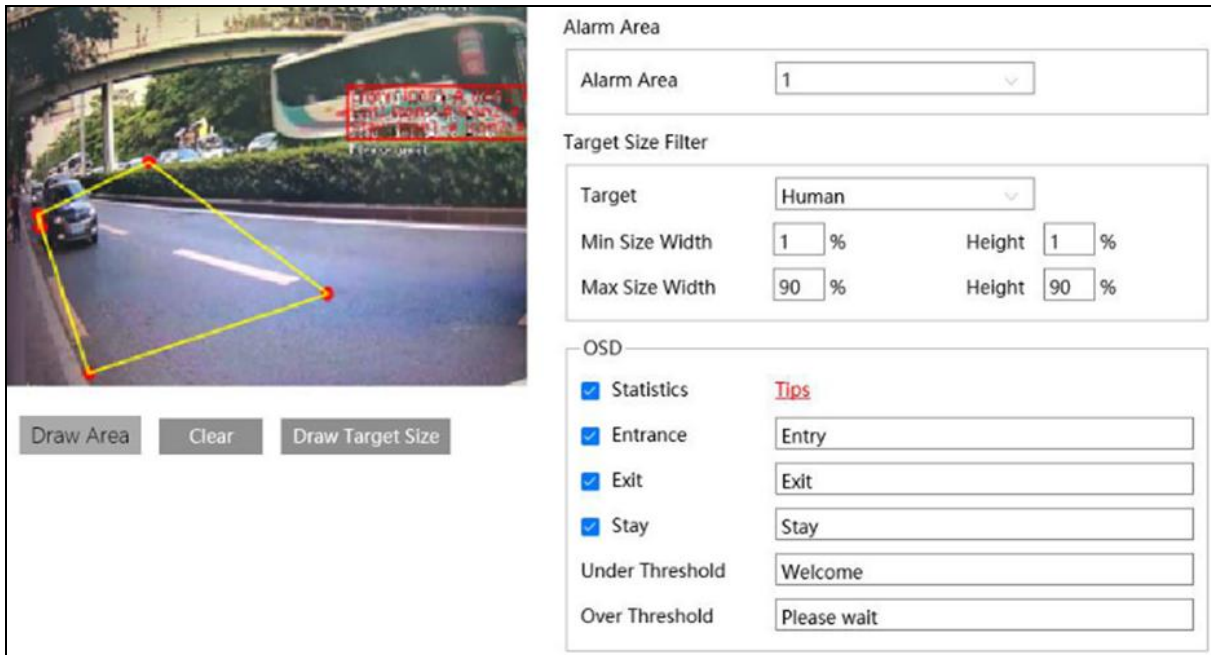 Alarm Area
Alarm Area 1
Target Size Filter
Target Human
Min Size Width 1 % Height 1 %
Max Size Width 90 % Height 90 %
OSD
Statistics Tips
Entrance Entry
Exit Exit
Stay Stay
Under Threshold Welcome
Over Threshold Please wait
Draw Area Clear Draw Target Size